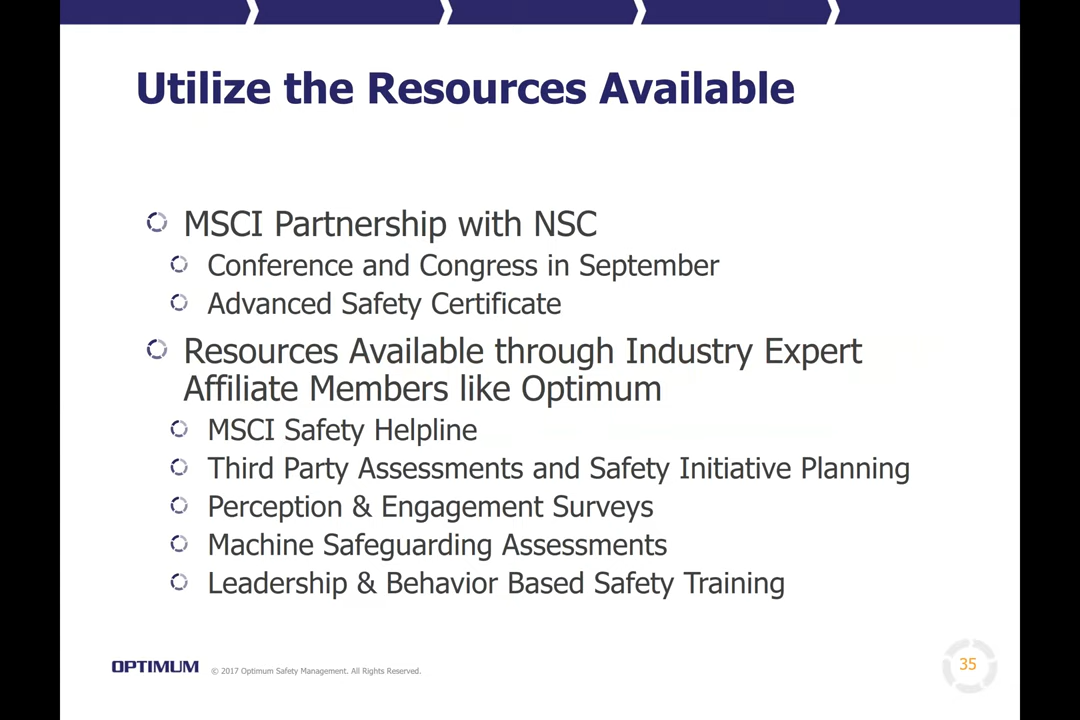 Utilize the Resources Available
MSCI Partnership with NSC
Conference and Congress in September
Advanced Safety Certificate
Resources Available through Industry Expert
Affiliate Members like Optimum
MSCI Safety Helpline
Third Party Assessments and Safety Initiative Planning
Perception & Engagement Surveys
Machine Safeguarding Assessments
Leadership & Behavior Based Safety Training
OPTIMUM © 2017 Optimum Safety Management. All Rights Reserved.
35